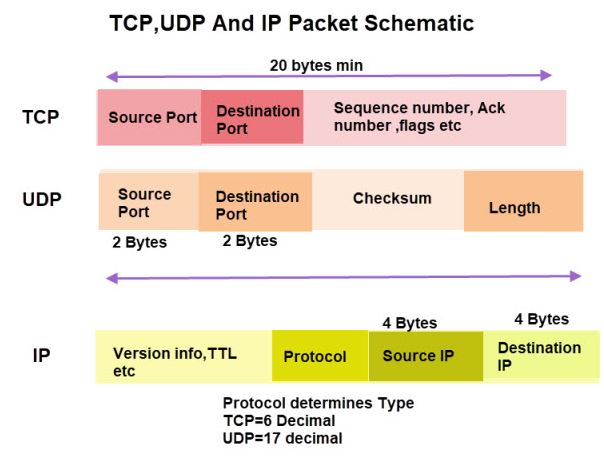 TCP,UDP And IP Packet Schematic
20 bytes min
TCP
Source Port
Destination
Port
Sequence number, Ack
number ,flags etc
UDP
Source
Port
Destination
Port
Checksum
Length
2 Bytes
2 Bytes
4 Bytes
4 Bytes
IP
Version info,TTL
etc
Protocol
Source IP
Destination
IP
Protocol determines Type
TCP=6 Decimal
UDP=17 decimal